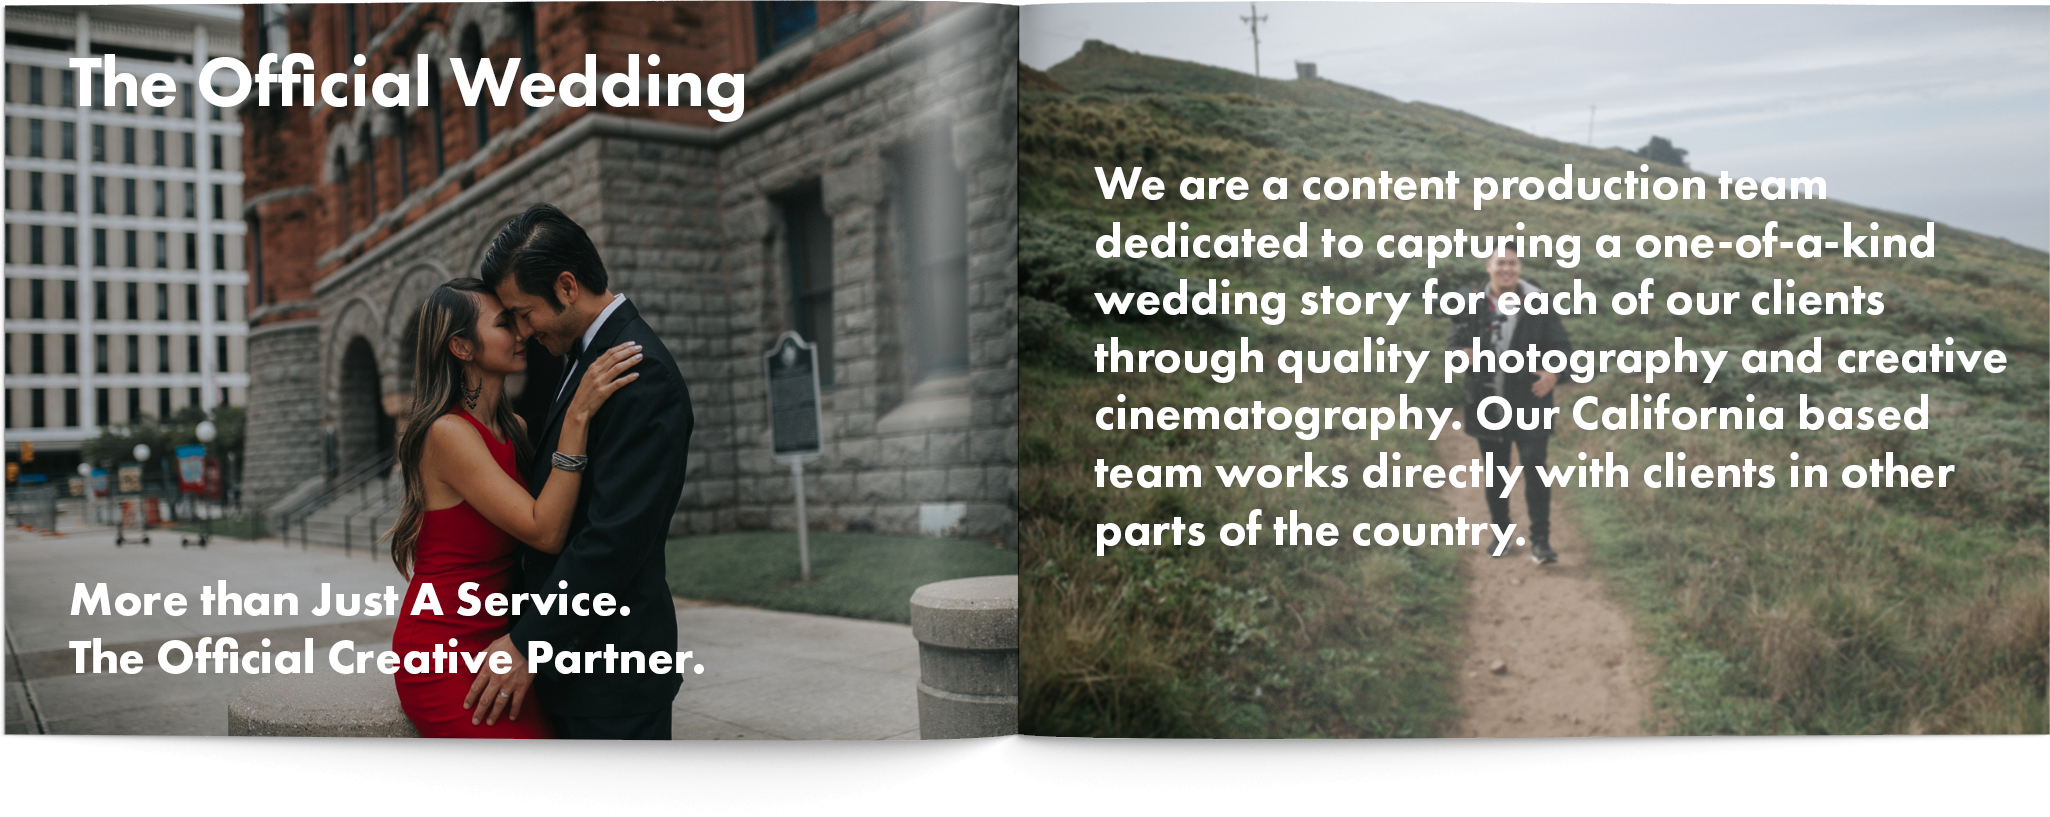 The Official Wedding
More than Just A Service.
The Official Creative Partner.
We are a content production team
dedicated to capturing a one-of-a-kind
wedding story for each of our clients
through quality photography and creative
cinematography. Our California based
team works directly with clients in other
parts of the country.